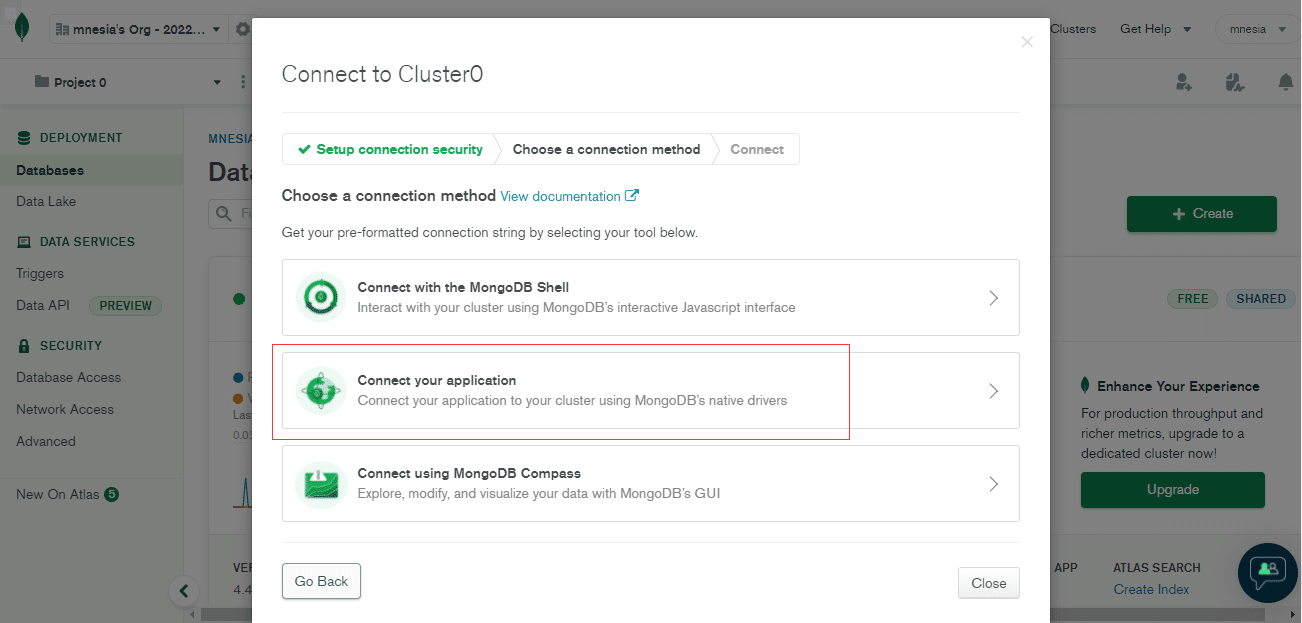 mnesia's Org - 2022...
Clusters
Get Help
mnesia
Project 0
DEPLOYMENT
Databases
Data Lake
DATA SERVICES
Triggers
Data API
PREVIEW
SECURITY
Database Access
Network Access
Advanced
New On Atlas 5
MNESIA
Connect to Cluster0
Setup connection security
Choose a connection method
Connect
Choose a connection method View documentation
Get your pre-formatted connection string by selecting your tool below.
Connect with the MongoDB Shell
Interact with your cluster using MongoDB's interactive Javascript interface
Connect your application
Connect your application to your cluster using MongoDB's native drivers
Connect using MongoDB Compass
Explore, modify, and visualize your data with MongoDB's GUI
Go Back
Close
+ Create
FREE
SHARED
Enhance Your Experience
For production throughput and
richer metrics, upgrade to a
dedicated cluster now!
Upgrade
APP
ATLAS SEARCH
Create Index